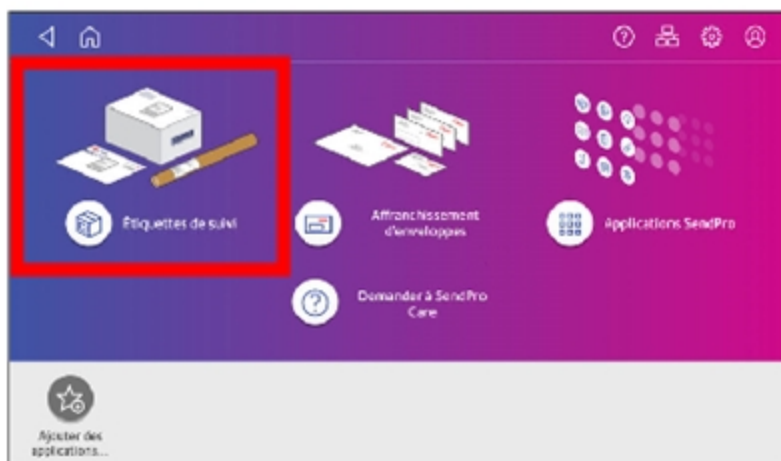 Étiquettes de suivi
Affranchissement
d'enveloppes
Applications SendPro
Demander à SendPro
Care
Ajouter des
applications...